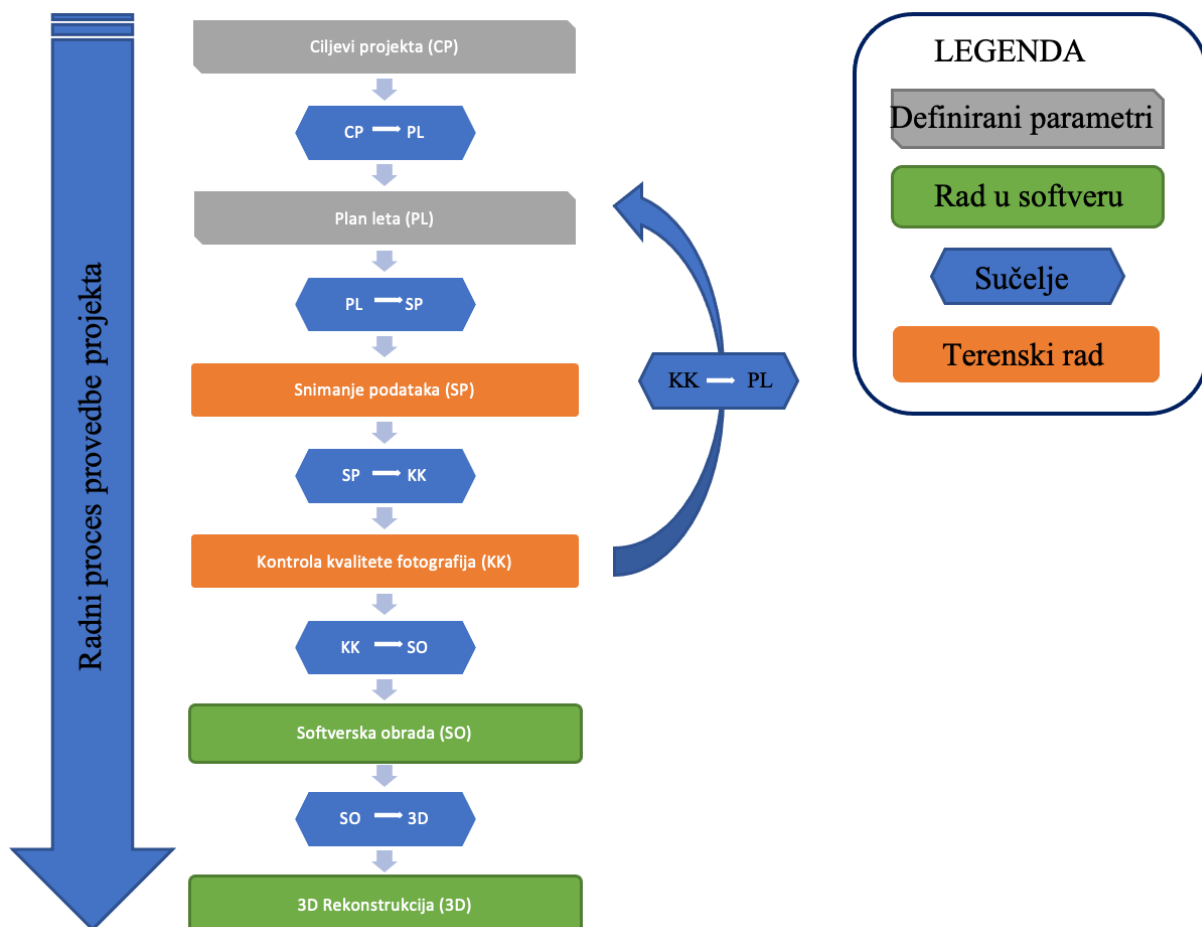 Radni proces provedbe projekta
Ciljevi projekta (CP)
CP → PL
Plan leta (PL)
PL → SP
Snimanje podataka (SP)
SP → KK
Kontrola kvalitete fotografija (KK)
KK → SO
Softverska obrada (SO)
SO → 3D
3D Rekonstrukcija (3D)
KK → PL
LEGENDA
Definirani parametri
Rad u softveru
Sučelje
Terenski rad